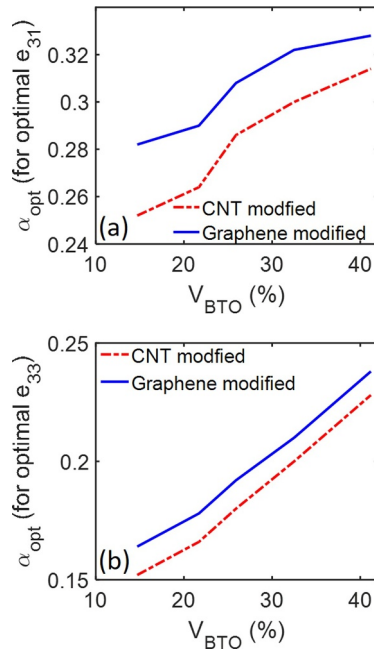 α_opt (for optimal e_31)
0.32
0.3
0.28
0.26
0.24
(a)
CNT modfied
Graphene modified
10 20 30 40
V_BTO (%)
α_opt (for optimal e_33)
0.25
0.2
0.15
CNT modfied
Graphene modified
(b)
10 20 30 40
V_BTO (%)